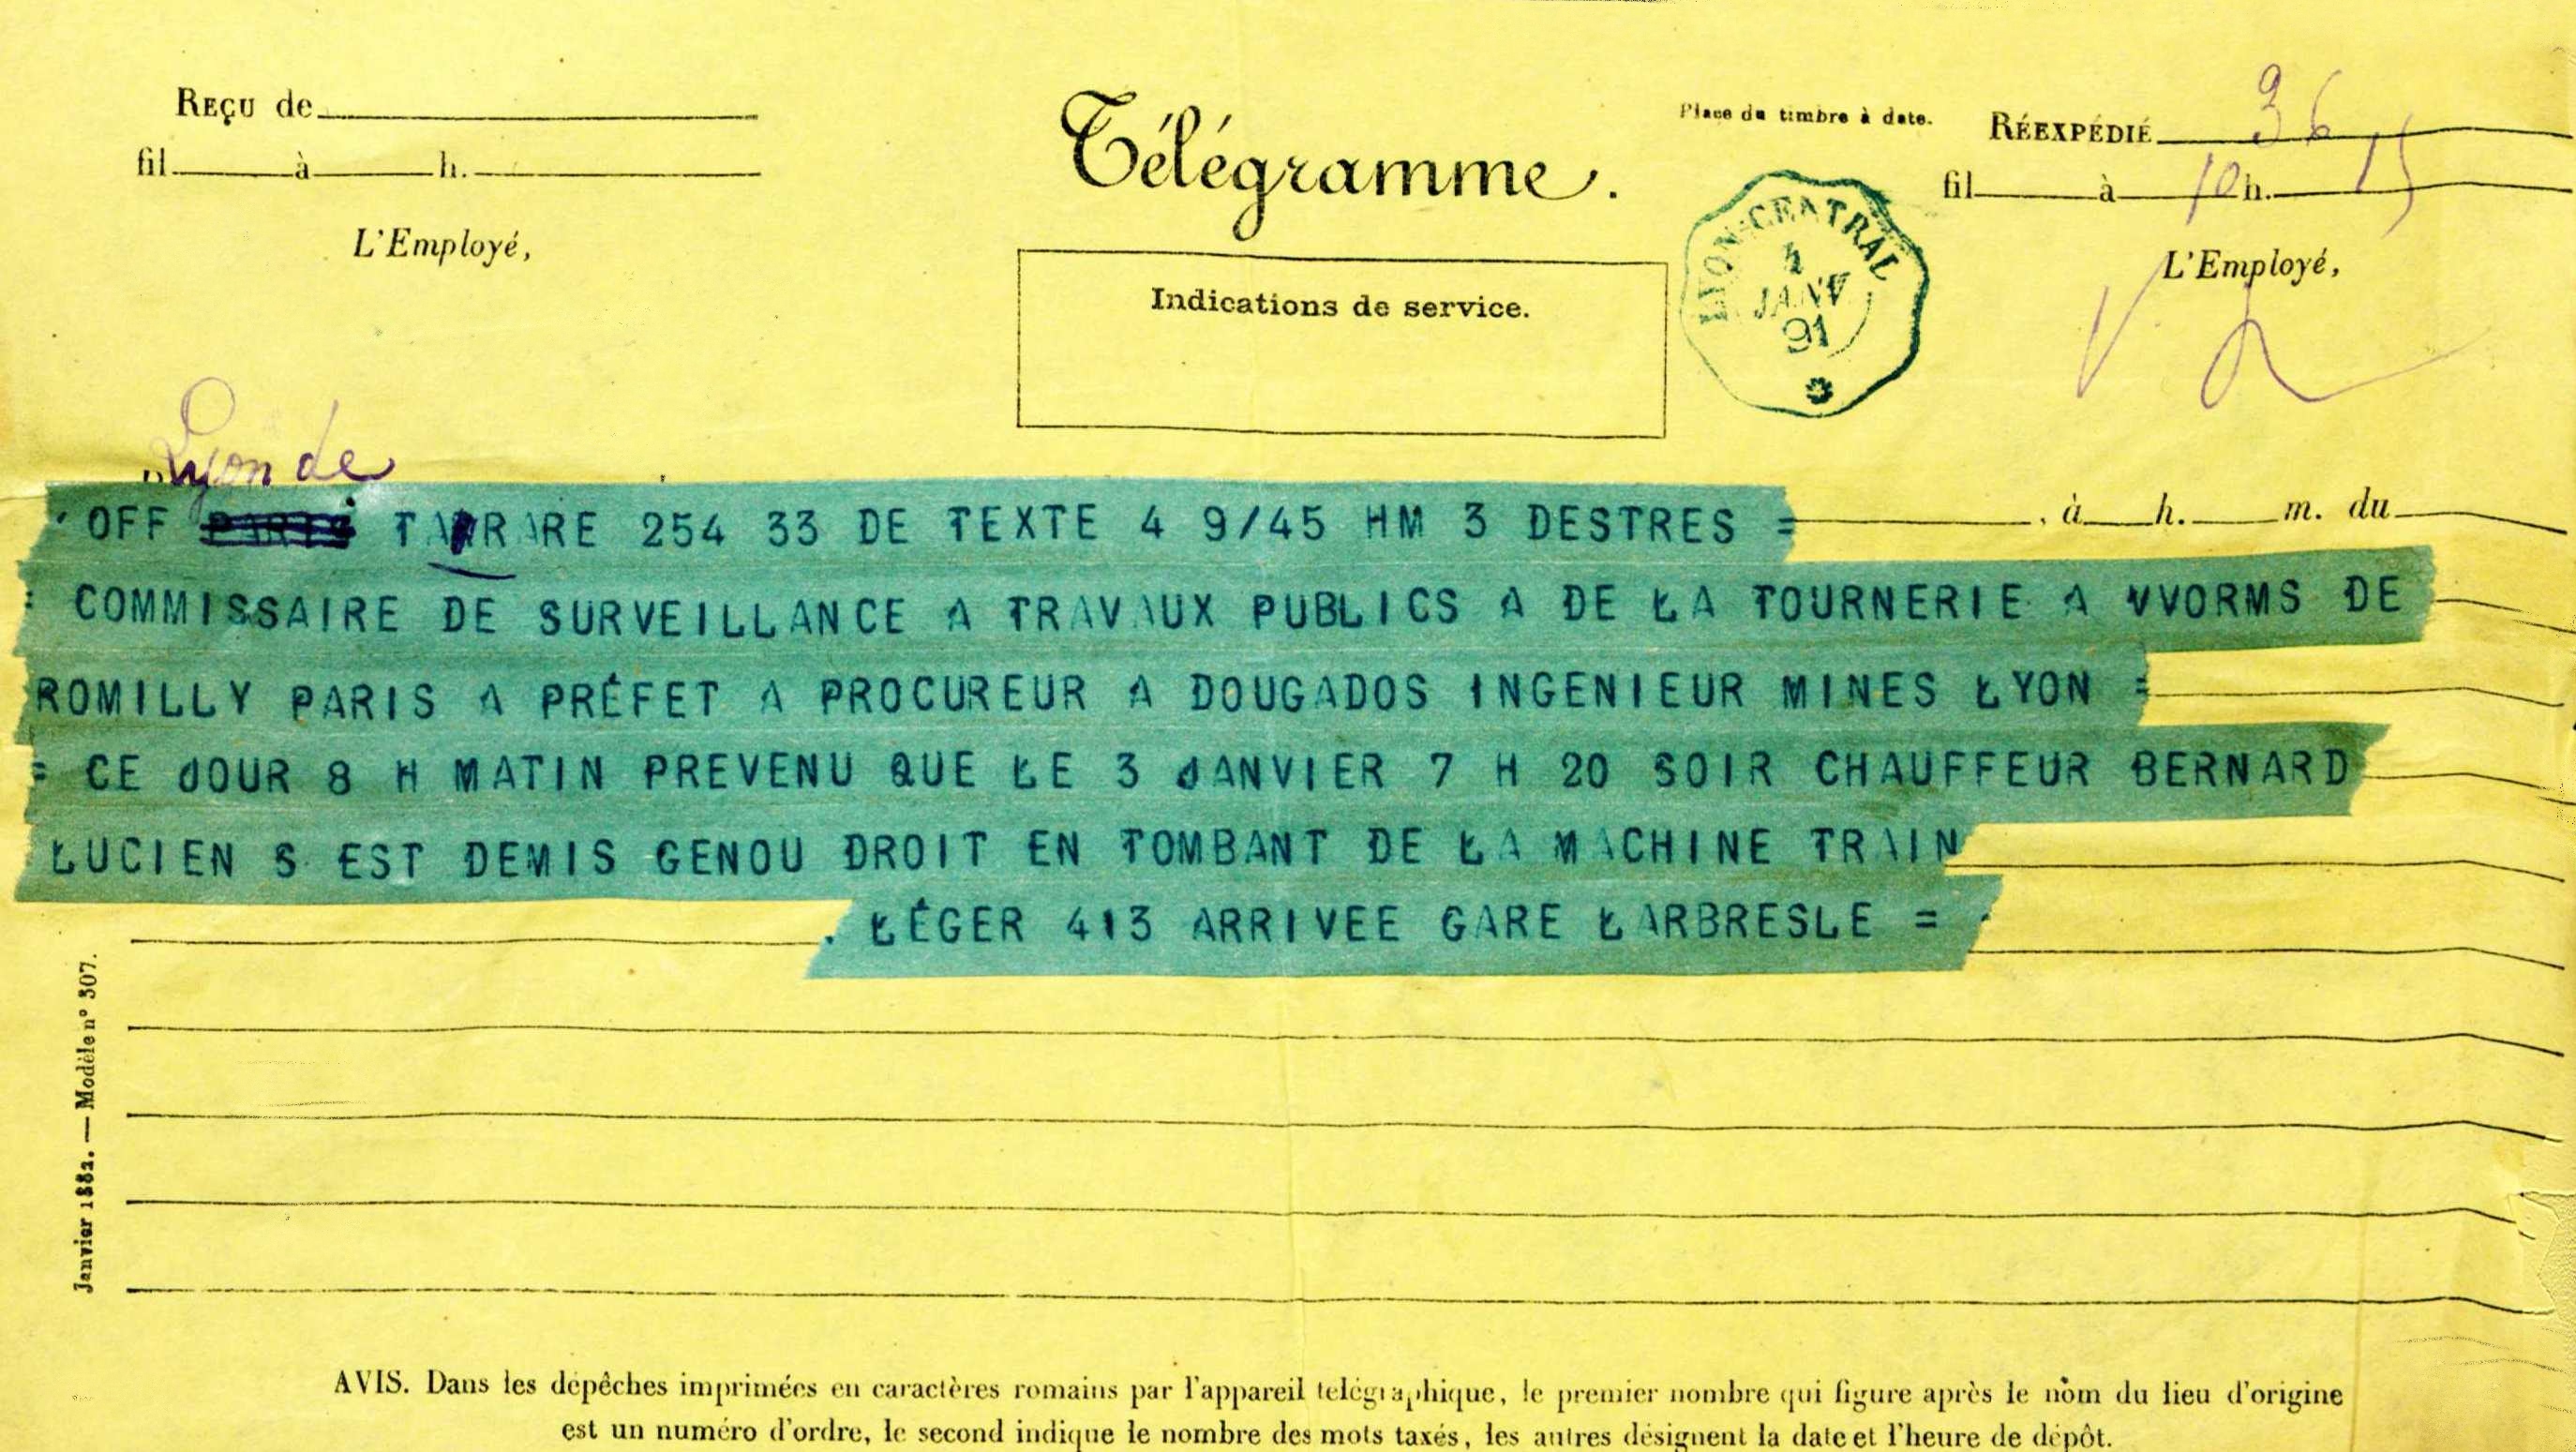 REÇU de
fil à h.
L'Employé,
Télégramme.
Indications de service.
Place du timbre à date.
LYON-CENTRAL
4
JANV
91
RÉEXPÉDIÉ 36
fil à 10 h. 15
L'Employé,
Lyon de
, à h. m. du
OFF PARIS TARRARE 254 33 DE TEXTE 4 9/45 HM 3 DESTRES =
= COMMISSAIRE DE SURVEILLANCE A TRAVAUX PUBLICS A DE LA TOURNERIE A VVORMS DE
ROMILLY PARIS A PRÉFET A PROCUREUR A DOUGADOS INGENIEUR MINES LYON =
= CE JOUR 8 H MATIN PREVENU QUE LE 3 JANVIER 7 H 20 SOIR CHAUFFEUR BERNARD
LUCIEN S EST DEMIS GENOU DROIT EN TOMBANT DE LA MACHINE TRAIN
LÉGER 413 ARRIVEE GARE LARBRESLE =
Janvier 1882. — Modèle n° 307.
AVIS. Dans les dépêches imprimées en caractères romains par l'appareil télégraphique, le premier nombre qui figure après le nom du lieu d'origine
est un numéro d'ordre, le second indique le nombre des mots taxés, les autres désignent la date et l'heure de dépôt.